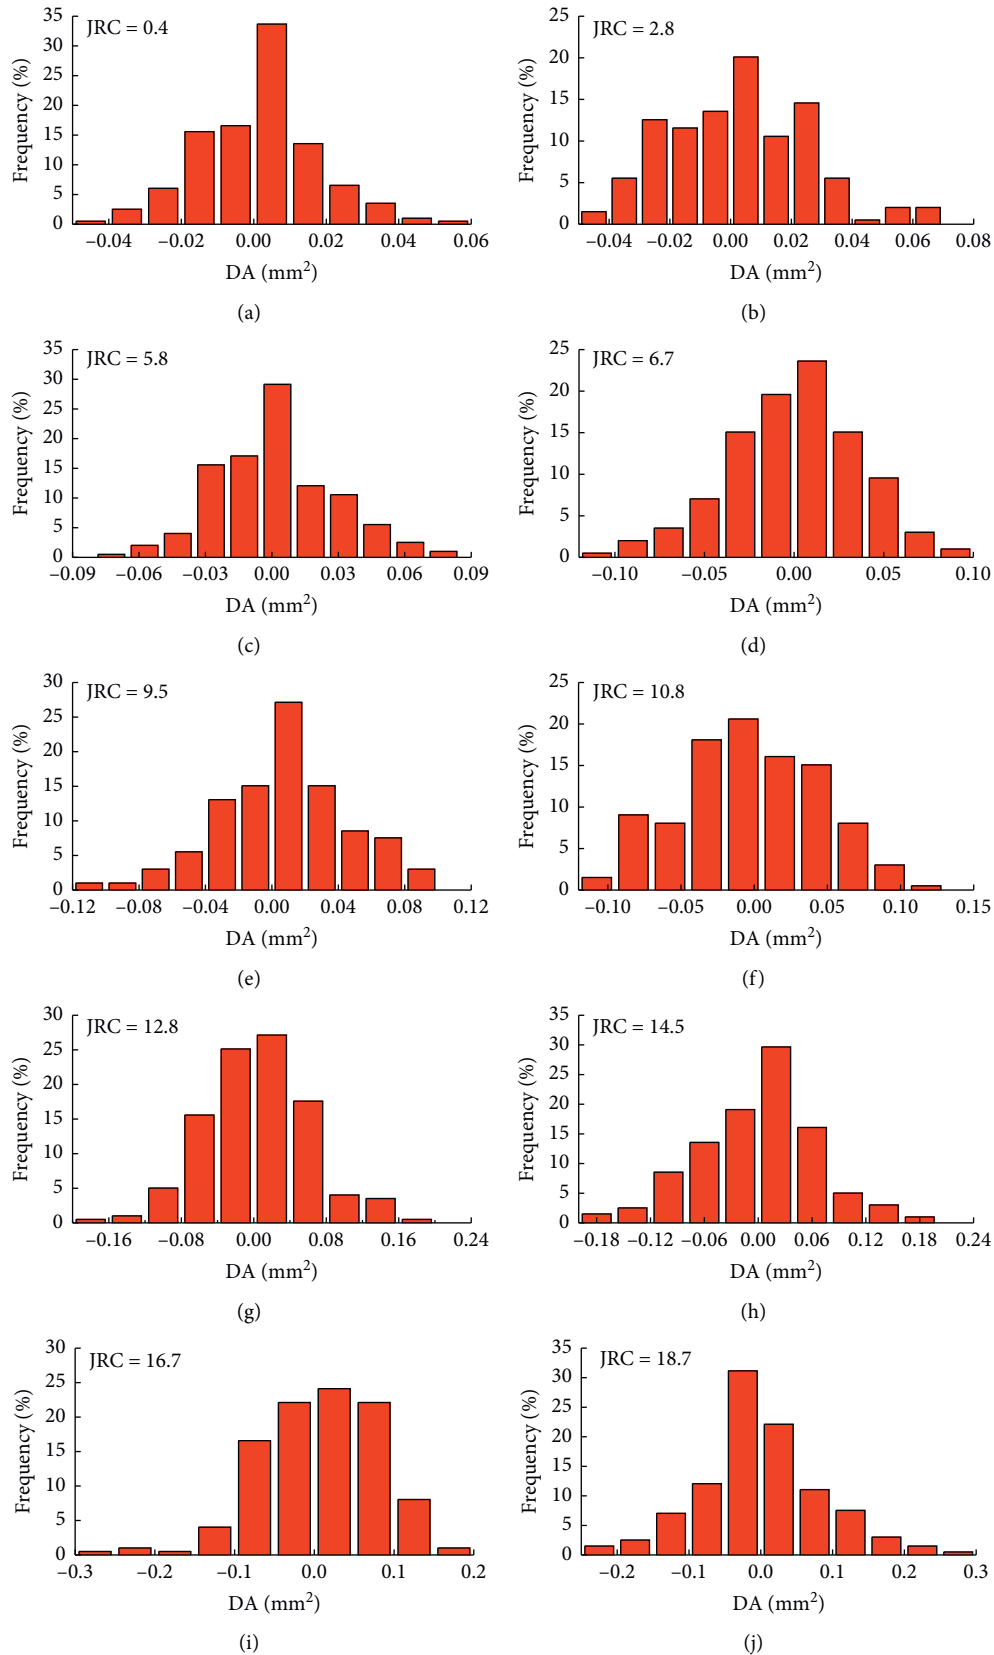 JRC = 0.4
Frequency (%)
35
30
25
20
15
10
5
0
−0.04 −0.02 0.00 0.02 0.04 0.06
DA (mm2)
(a)
JRC = 2.8
Frequency (%)
25
20
15
10
5
0
−0.04 −0.02 0.00 0.02 0.04 0.06 0.08
DA (mm2)
(b)
JRC = 5.8
Frequency (%)
35
30
25
20
15
10
5
0
−0.09 −0.06 −0.03 0.00 0.03 0.06 0.09
DA (mm2)
(c)
JRC = 6.7
Frequency (%)
25
20
15
10
5
0
−0.10 −0.05 0.00 0.05 0.10
DA (mm2)
(d)
JRC = 9.5
Frequency (%)
30
25
20
15
10
5
0
−0.12 −0.08 −0.04 0.00 0.04 0.08 0.12
DA (mm2)
(e)
JRC = 10.8
Frequency (%)
25
20
15
10
5
0
−0.10 −0.05 0.00 0.05 0.10 0.15
DA (mm2)
(f)
JRC = 12.8
Frequency (%)
30
25
20
15
10
5
0
−0.16 −0.08 0.00 0.08 0.16 0.24
DA (mm2)
(g)
JRC = 14.5
Frequency (%)
35
30
25
20
15
10
5
0
−0.18 −0.12 −0.06 0.00 0.06 0.12 0.18 0.24
DA (mm2)
(h)
JRC = 16.7
Frequency (%)
30
25
20
15
10
5
0
−0.3 −0.2 −0.1 0.0 0.1 0.2
DA (mm2)
(i)
JRC = 18.7
Frequency (%)
35
30
25
20
15
10
5
0
−0.2 −0.1 0.0 0.1 0.2 0.3
DA (mm2)
(j)